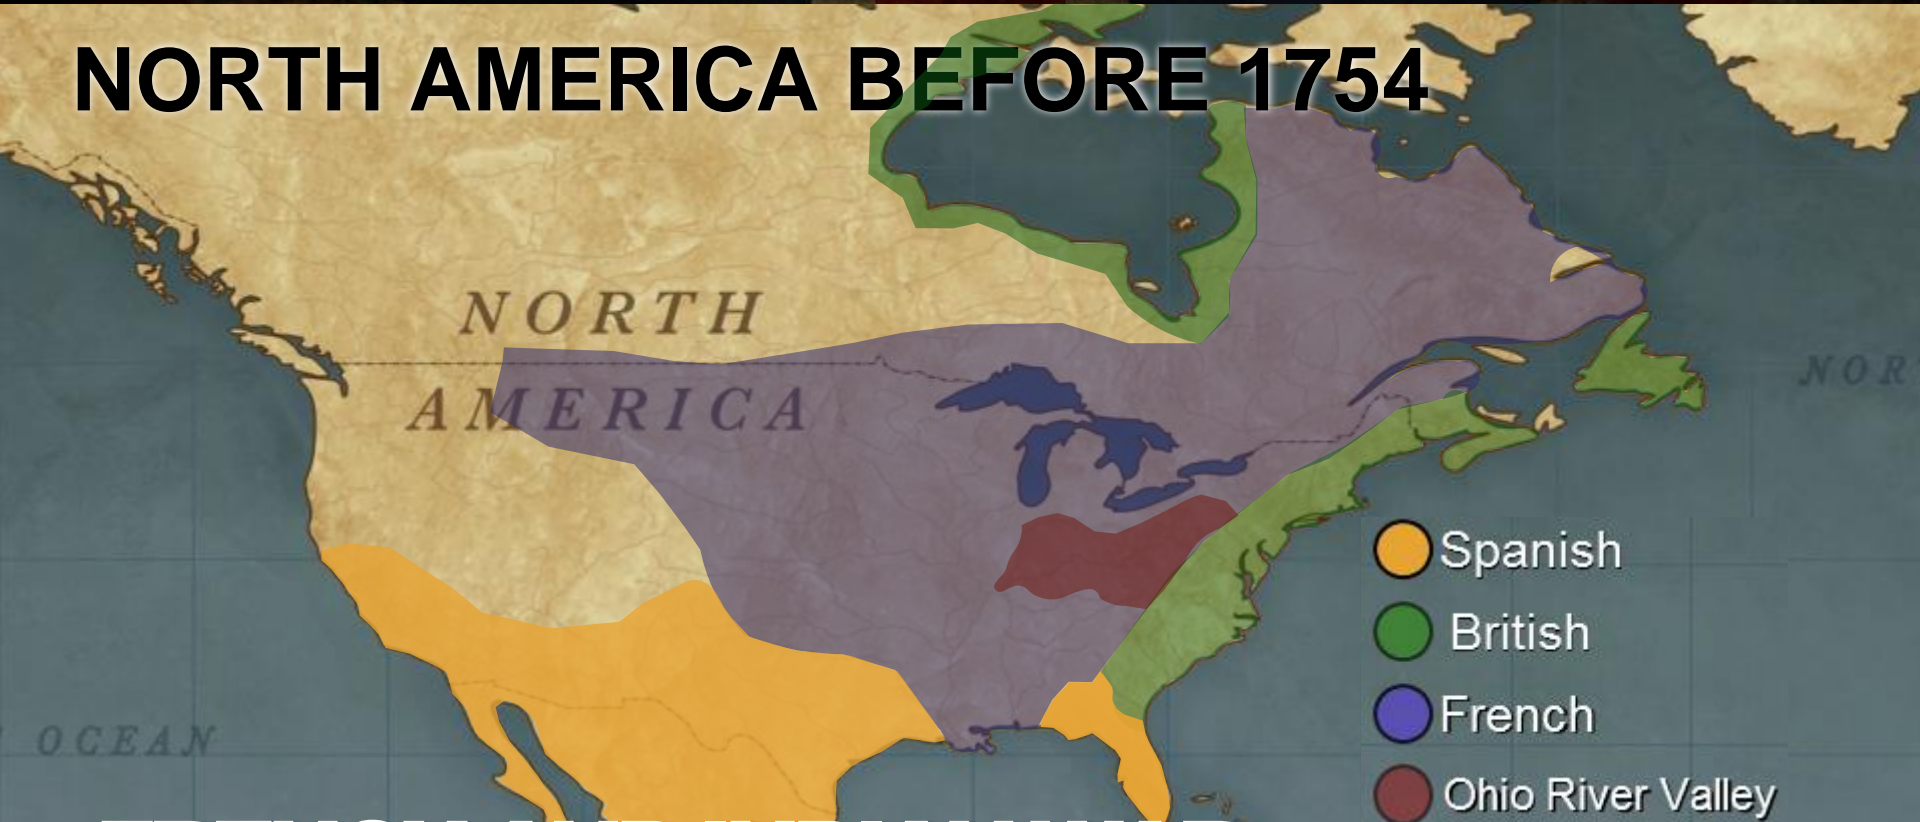 NORTH AMERICA BEFORE 1754
NORTH
AMERICA
NOR
Spanish
British
French
OCEAN
Ohio River Valley